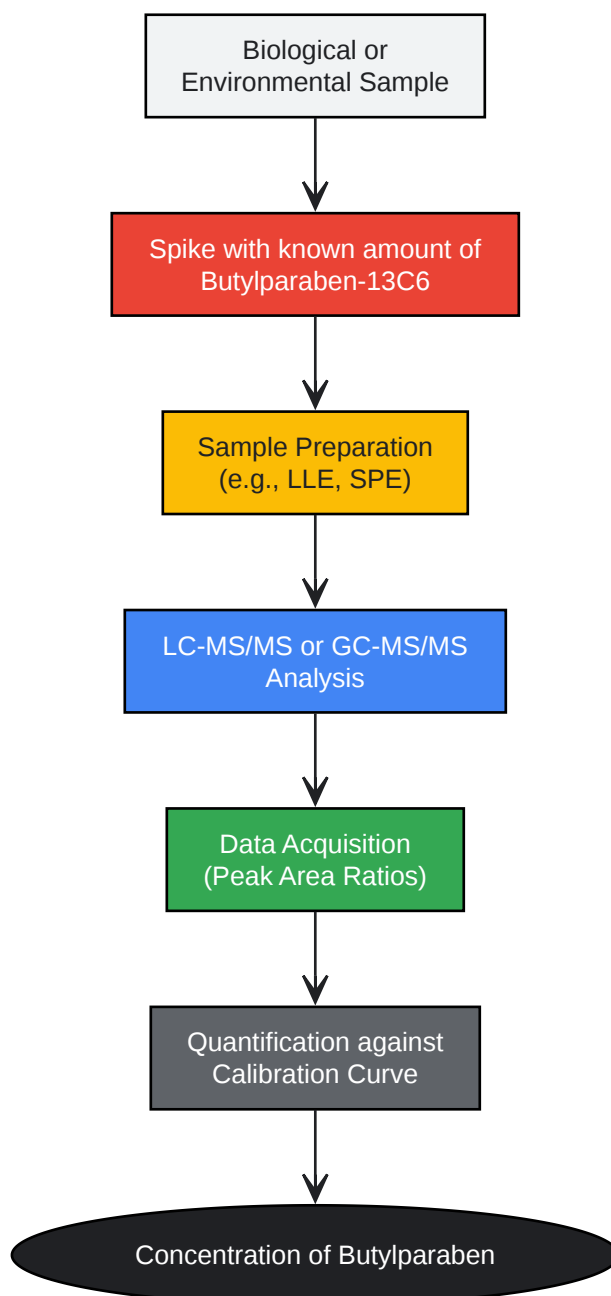 Biological or
Environmental Sample
Spike with known amount of
Butylparaben-13C6
Sample Preparation
(e.g., LLE, SPE)
LC-MS/MS or GC-MS/MS
Analysis
Data Acquisition
(Peak Area Ratios)
Quantification against
Calibration Curve
Concentration of Butylparaben